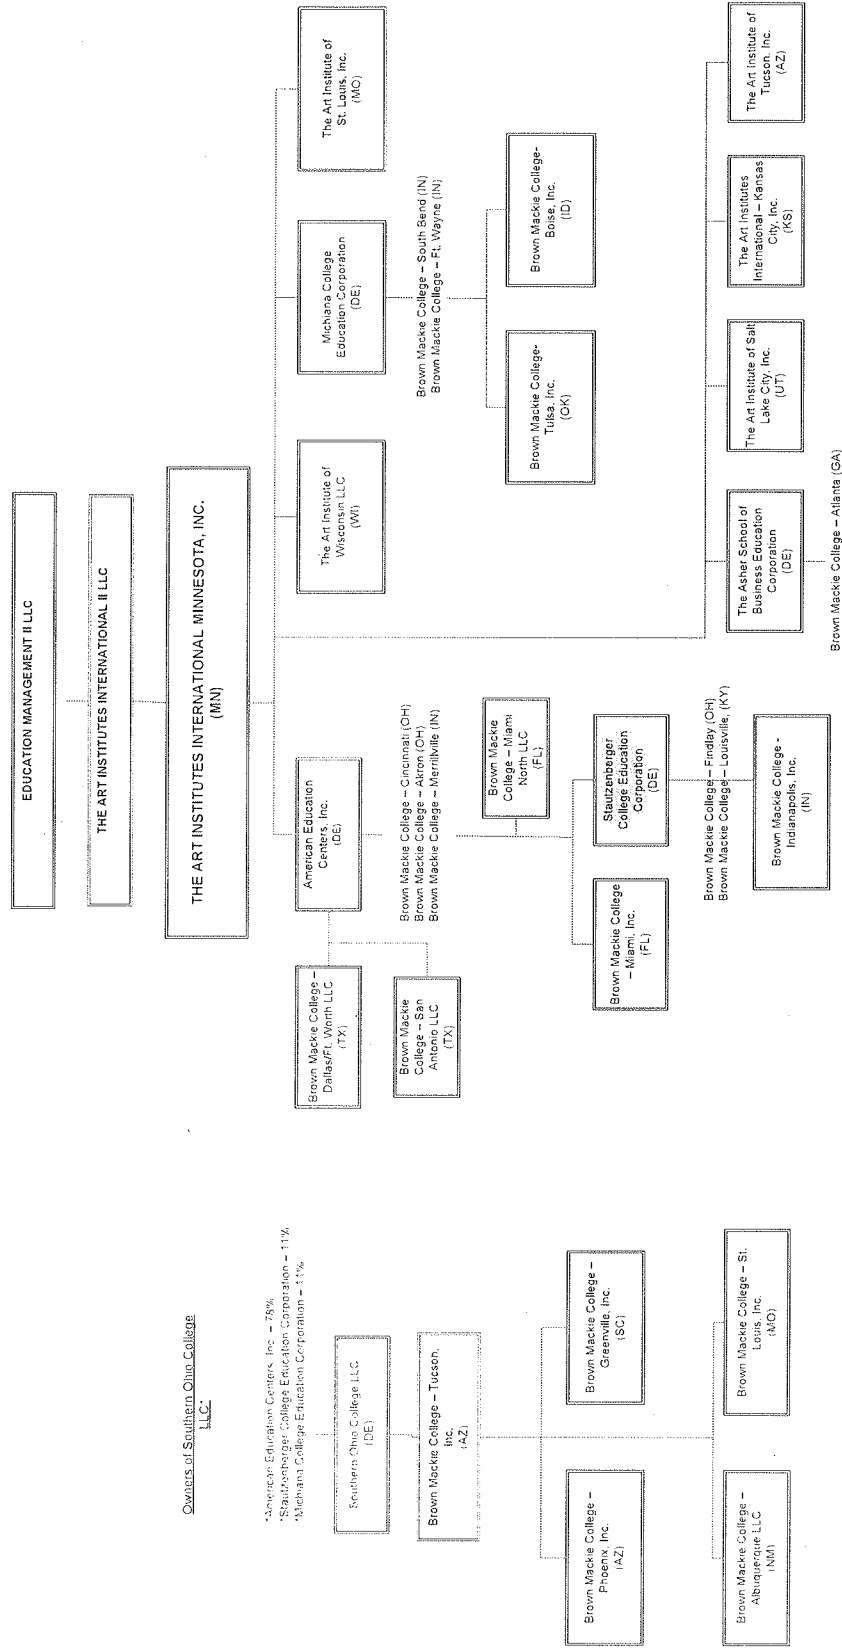 EDUCATION MANAGEMENT II LLC
THE ART INSTITUTES INTERNATIONAL II LLC
THE ART INSTITUTES INTERNATIONAL MINNESOTA, INC.
(MN)
Owners of Southern Ohio College
LLC*
*American Education Centers, Inc. – 78%
*Stautzenberger College Education Corporation – 11%
*Michiana College Education Corporation – 11%
Southern Ohio College LLC
(DE)
Brown Mackie College – Tucson,
Inc.
(AZ)
Brown Mackie College –
Phoenix, Inc.
(AZ)
Brown Mackie College –
Greenville, Inc.
(SC)
Brown Mackie College –
Albuquerque LLC
(NM)
Brown Mackie College – St.
Louis, Inc.
(MO)
Brown Mackie College –
Dallas/Ft. Worth LLC
(TX)
Brown Mackie
College – San
Antonio LLC
(TX)
American Education
Centers, Inc.
(DE)
Brown Mackie College – Cincinnati (OH)
Brown Mackie College – Akron (OH)
Brown Mackie College – Merrillville (IN)
Brown Mackie
College – Miami
North LLC
(FL)
Brown Mackie College
– Miami, Inc.
(FL)
Stautzenberger
College Education
Corporation
(DE)
Brown Mackie College – Findlay (OH)
Brown Mackie College – Louisville, (KY)
Brown Mackie College -
Indianapolis, Inc.
(IN)
The Art Institute of
Wisconsin LLC
(WI)
Michiana College
Education Corporation
(DE)
Brown Mackie College – South Bend (IN)
Brown Mackie College – Ft. Wayne (IN)
Brown Mackie College-
Tulsa, Inc.
(OK)
Brown Mackie College-
Boise, Inc.
(ID)
The Art Institute of
St. Louis, Inc.
(MO)
The Asher School of
Business Education
Corporation
(DE)
Brown Mackie College – Atlanta (GA)
The Art Institute of Salt
Lake City, Inc.
(UT)
The Art Institutes
International – Kansas
City, Inc.
(KS)
The Art Institute of
Tucson, Inc.
(AZ)